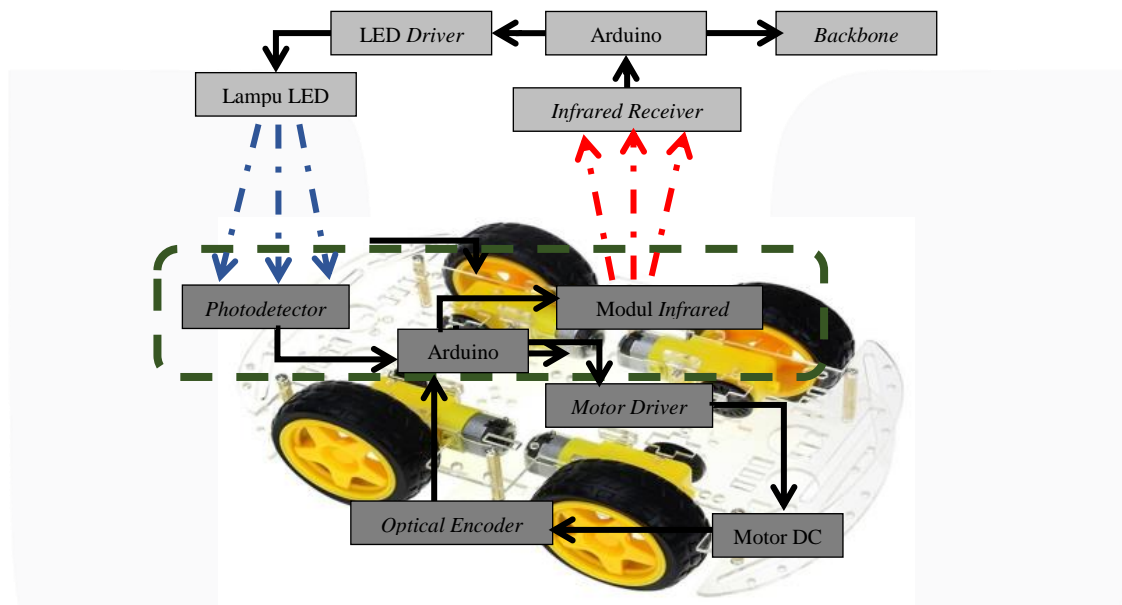 LED Driver
Arduino
Backbone
Lampu LED
Infrared Receiver
Photodetector
Modul Infrared
Arduino
Motor Driver
Optical Encoder
Motor DC